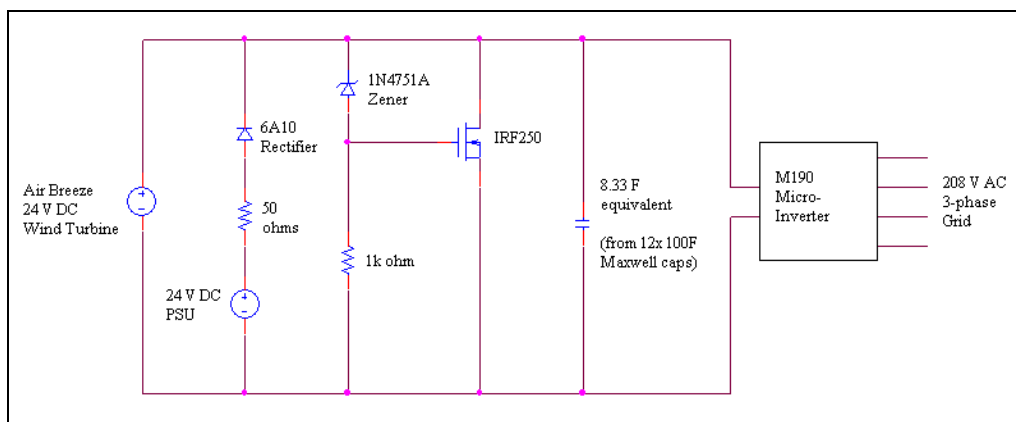 1N4751A
Zener
6A10
Rectifier
IRF250
Air Breeze
24 V DC
Wind Turbine
50
ohms
8.33 F
equivalent
(from 12x 100F
Maxwell caps)
M190
Micro-
Inverter
208 V AC
3-phase
Grid
1k ohm
24 V DC
PSU